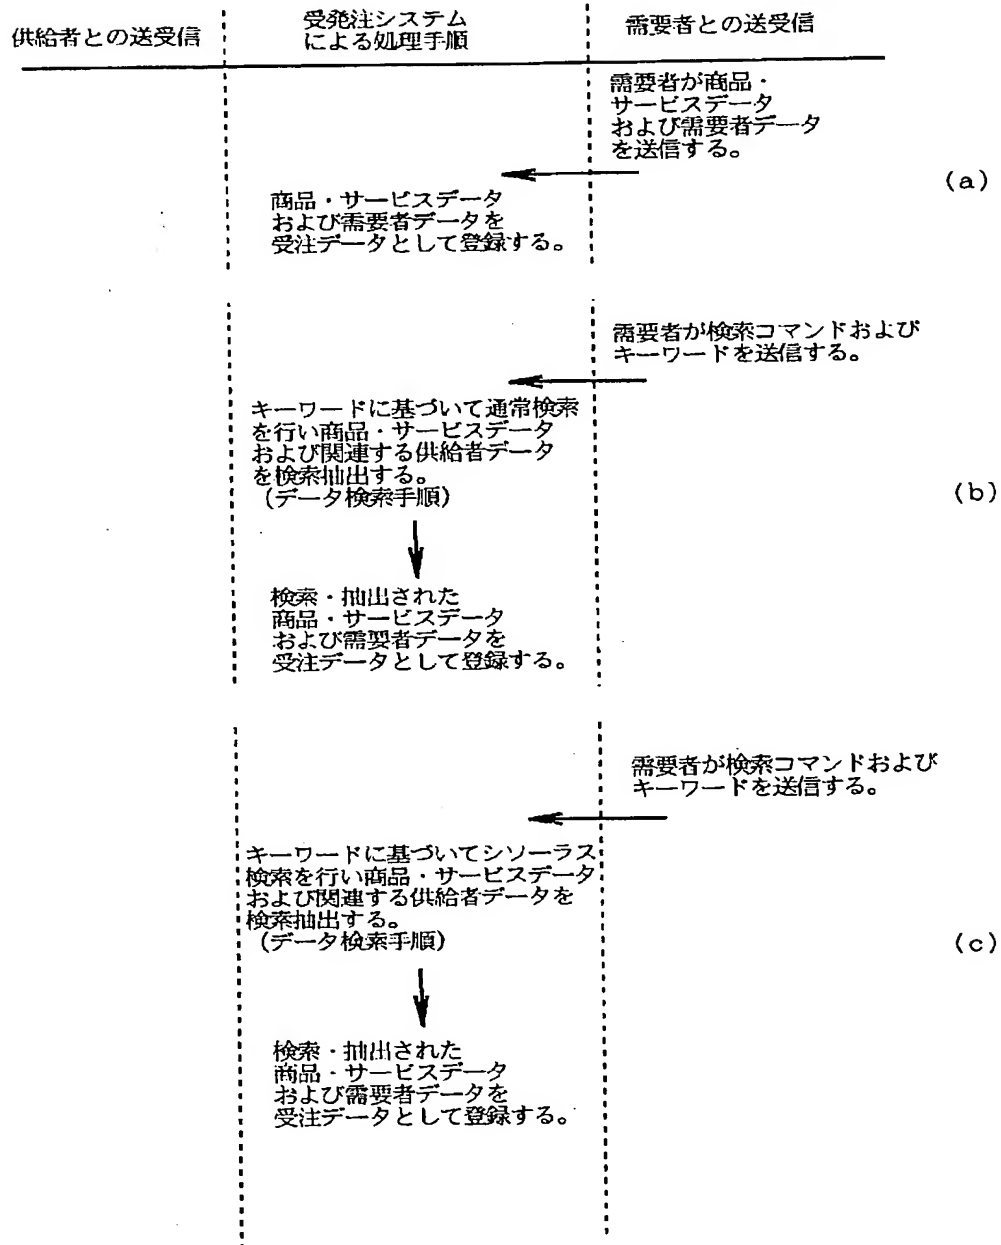 供給者との送受信
受発注システム
による処理手順
需要者との送受信
需要者が商品・
サービスデータ
および需要者データ
を送信する。
(a)
商品・サービスデータ
および需要者データを
受注データとして登録する。
需要者が検索コマンドおよび
キーワードを送信する。
キーワードに基づいて通常検索
を行い商品・サービスデータ
および関連する供給者データ
を検索抽出する。
(データ検索手順)
(b)
検索・抽出された
商品・サービスデータ
および需要者データを
受注データとして登録する。
需要者が検索コマンドおよび
キーワードを送信する。
キーワードに基づいてシソーラス
検索を行い商品・サービスデータ
および関連する供給者データを
検索抽出する。
(データ検索手順)
(c)
検索・抽出された
商品・サービスデータ
および需要者データを
受注データとして登録する。